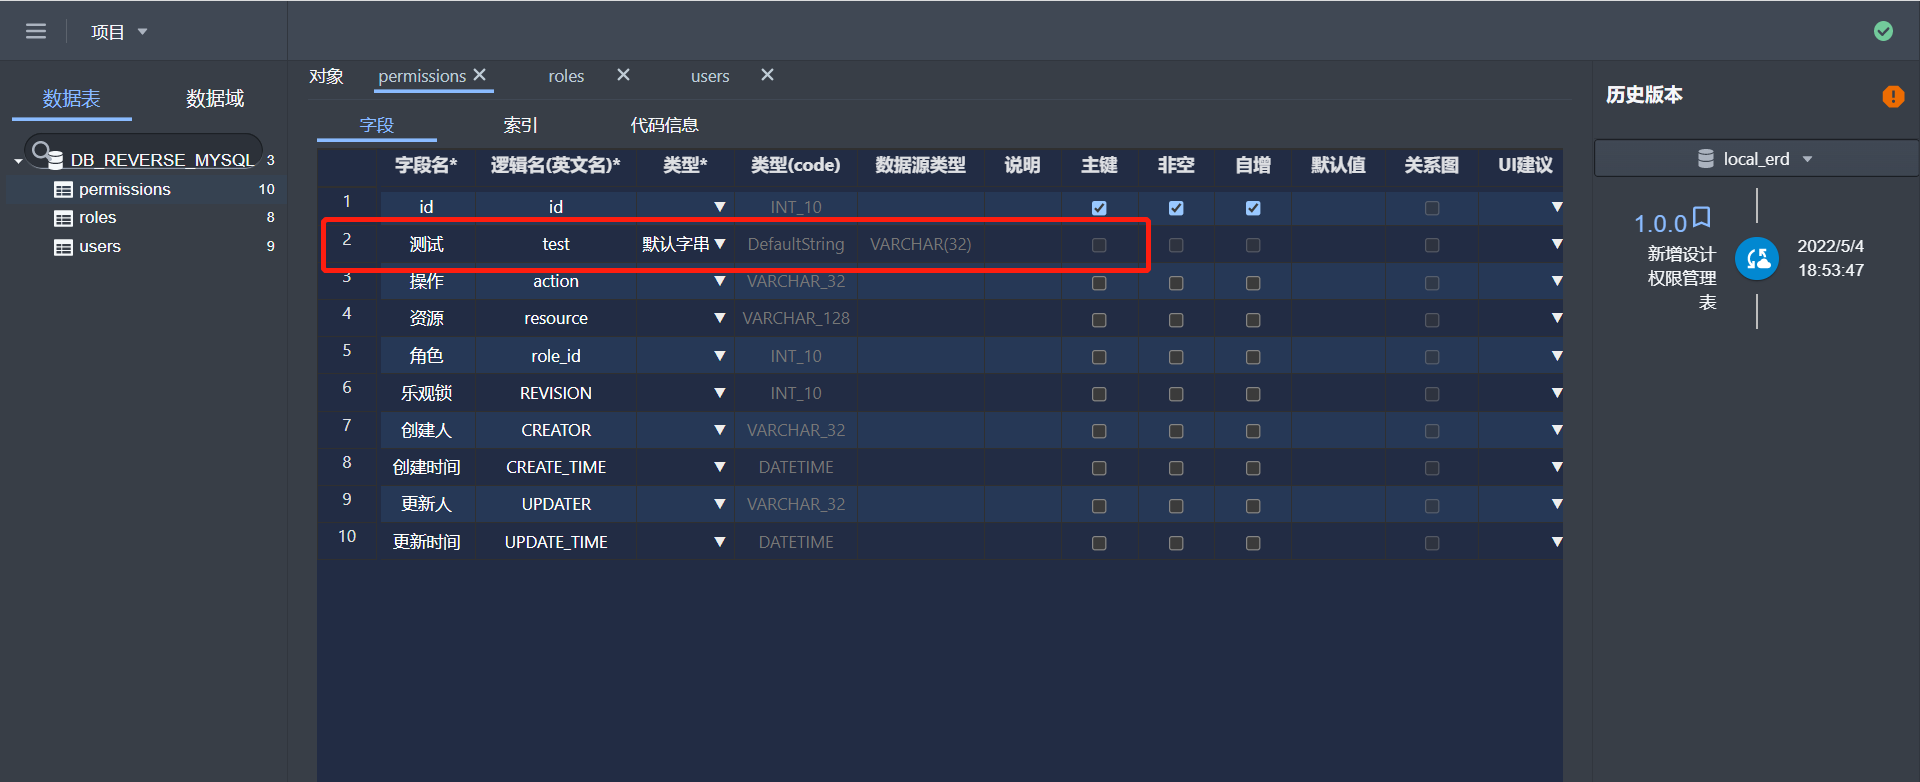 项目
数据表 数据域
DB_REVERSE_MYSQL 3
permissions 10
roles 8
users 9
对象 permissions roles users
字段 索引 代码信息
字段名* 逻辑名(英文名)* 类型* 类型(code) 数据源类型 说明 主键 非空 自增 默认值 关系图 UI建议
1 id id INT_10
2 测试 test 默认字串 DefaultString VARCHAR(32)
3 操作 action VARCHAR_32
4 资源 resource VARCHAR_128
5 角色 role_id INT_10
6 乐观锁 REVISION INT_10
7 创建人 CREATOR VARCHAR_32
8 创建时间 CREATE_TIME DATETIME
9 更新人 UPDATER VARCHAR_32
10 更新时间 UPDATE_TIME DATETIME
历史版本
local_erd
1.0.0
新增设计
权限管理
表
2022/5/4
18:53:47